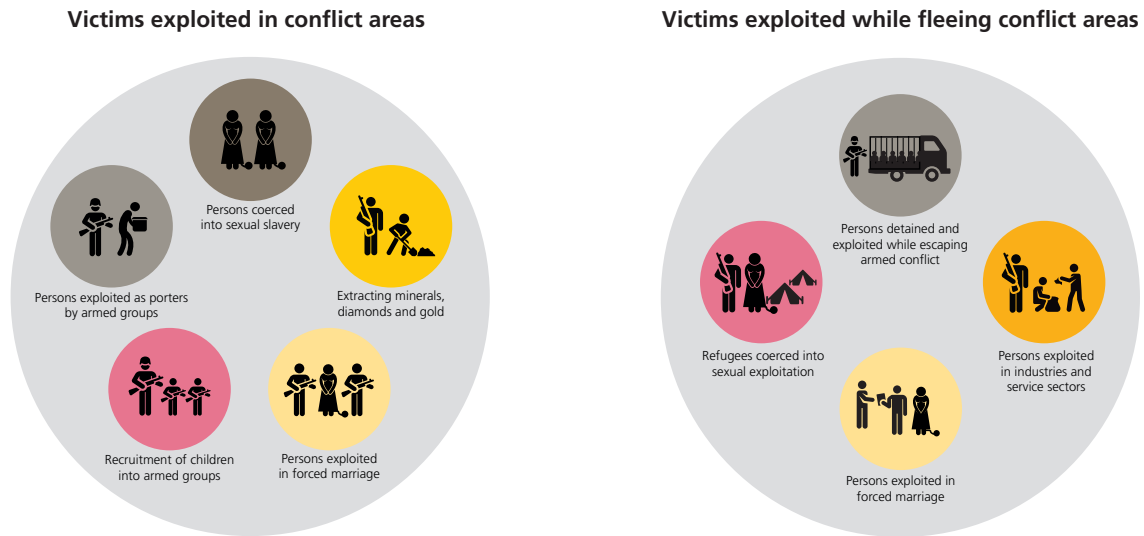 Victims exploited in conflict areas
Persons coerced
into sexual slavery
Persons exploited as porters
by armed groups
Extracting minerals,
diamonds and gold
Recruitment of children
into armed groups
Persons exploited
in forced marriage
Victims exploited while fleeing conflict areas
Persons detained and
exploited while escaping
armed conflict
Refugees coerced into
sexual exploitation
Persons exploited
in industries and
service sectors
Persons exploited in
forced marriage